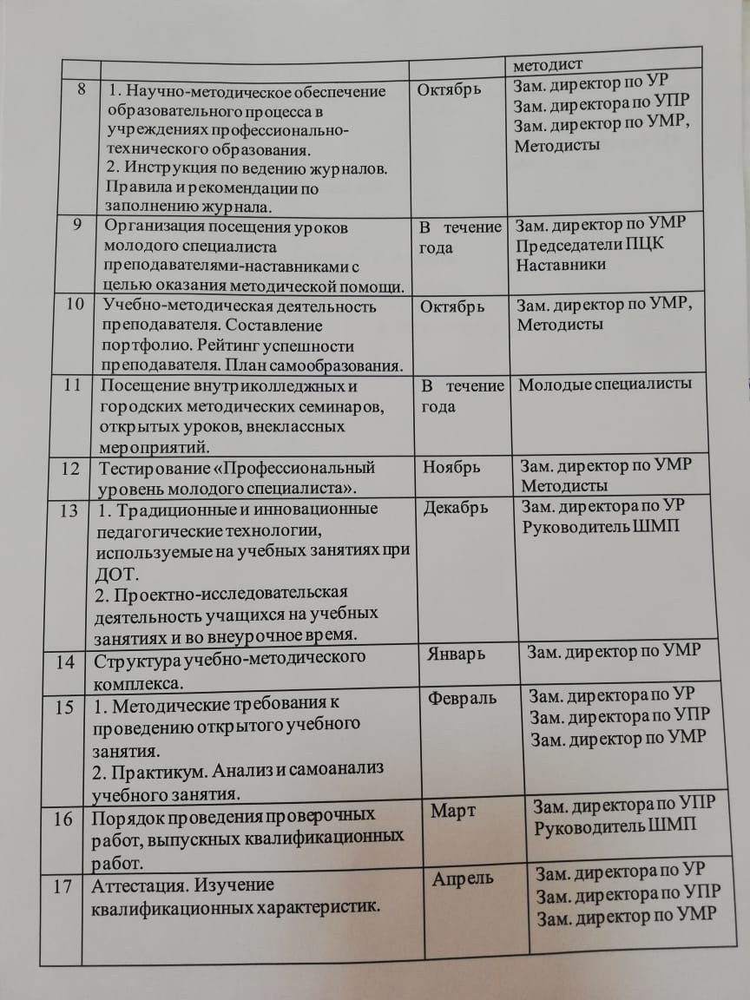 методист
8
1. Научно-методическое обеспечение
образовательного процесса в
учреждениях профессионально-
технического образования.
2. Инструкция по ведению журналов.
Правила и рекомендации по
заполнению журнала.
Октябрь
Зам. директор по УР
Зам. директора по УПР
Зам. директор по УМР,
Методисты
9
Организация посещения уроков
молодого специалиста
преподавателями-наставниками с
целью оказания методической помощи.
В течение
года
Зам. директор по УМР
Председатели ПЦК
Наставники
10
Учебно-методическая деятельность
преподавателя. Составление
портфолио. Рейтинг успешности
преподавателя. План самообразования.
Октябрь
Зам. директор по УМР,
Методисты
11
Посещение внутриколледжных и
городских методических семинаров,
открытых уроков, внеклассных
мероприятий.
В течение
года
Молодые специалисты
12
Тестирование «Профессиональный
уровень молодого специалиста».
Ноябрь
Зам. директор по УМР
Методисты
13
1. Традиционные и инновационные
педагогические технологии,
используемые на учебных занятиях при
ДОТ.
2. Проектно-исследовательская
деятельность учащихся на учебных
занятиях и во внеурочное время.
Декабрь
Зам. директора по УР
Руководитель ШМП
14
Структура учебно-методического
комплекса.
Январь
Зам. директор по УМР
15
1. Методические требования к
проведению открытого учебного
занятия.
2. Практикум. Анализ и самоанализ
учебного занятия.
Февраль
Зам. директора по УР
Зам. директора по УПР
Зам. директор по УМР
16
Порядок проведения проверочных
работ, выпускных квалификационных
работ.
Март
Зам. директора по УПР
Руководитель ШМП
17
Аттестация. Изучение
квалификационных характеристик.
Апрель
Зам. директора по УР
Зам. директора по УПР
Зам. директор по УМР